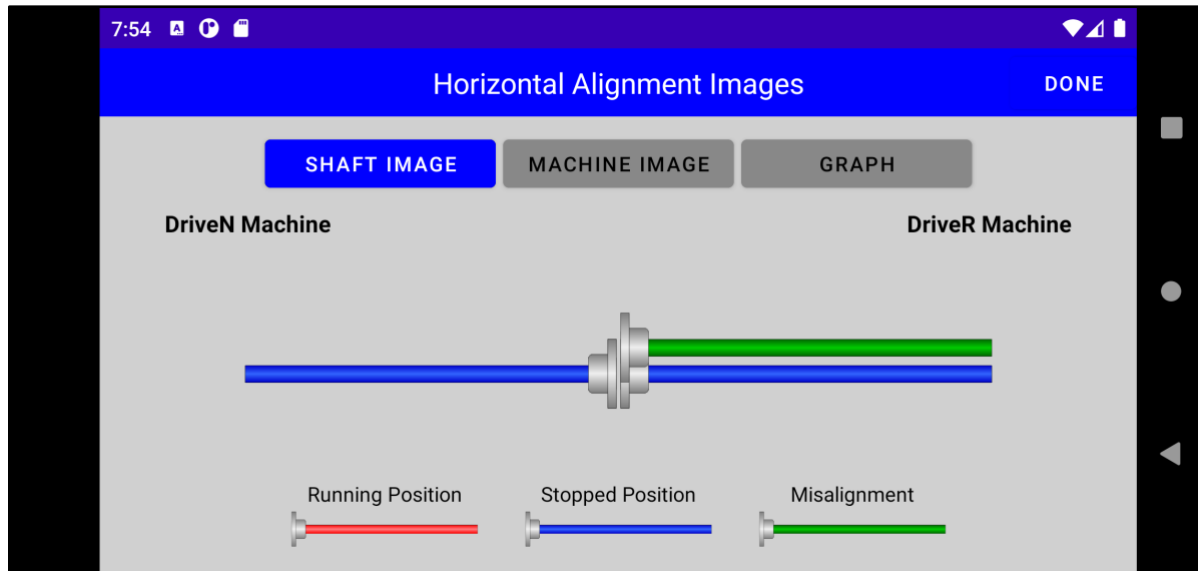 7:54
Horizontal Alignment Images DONE
SHAFT IMAGE MACHINE IMAGE GRAPH
DriveN Machine DriveR Machine
Running Position Stopped Position Misalignment